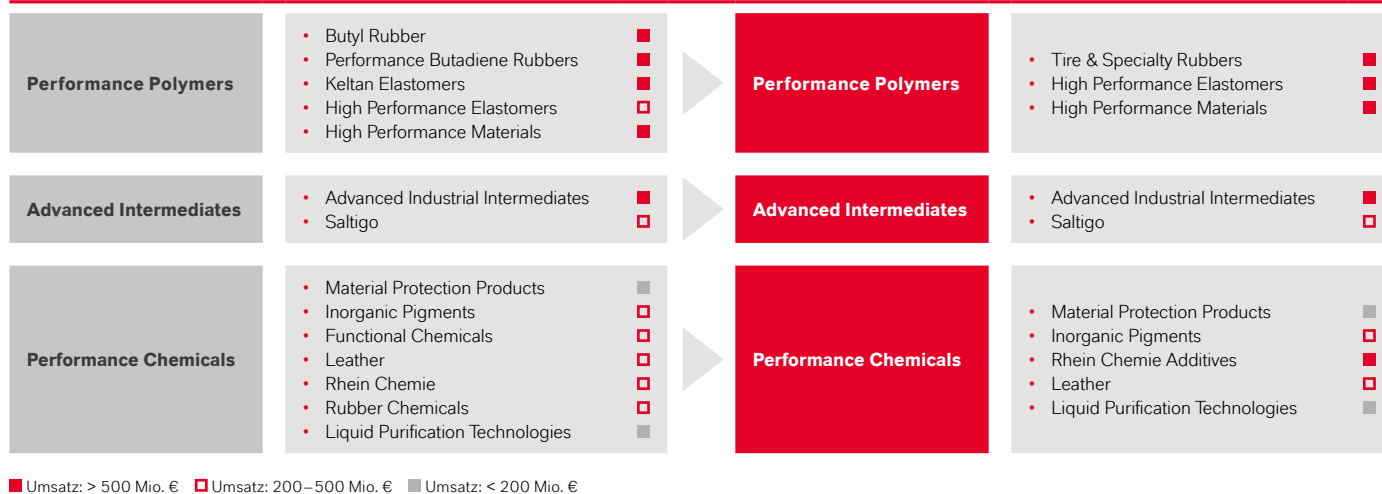 Performance Polymers
• Butyl Rubber
• Performance Butadiene Rubbers
• Keltan Elastomers
• High Performance Elastomers
• High Performance Materials
Performance Polymers
• Tire & Specialty Rubbers
• High Performance Elastomers
• High Performance Materials
Advanced Intermediates
• Advanced Industrial Intermediates
• Saltigo
Advanced Intermediates
• Advanced Industrial Intermediates
• Saltigo
Performance Chemicals
• Material Protection Products
• Inorganic Pigments
• Functional Chemicals
• Leather
• Rhein Chemie
• Rubber Chemicals
• Liquid Purification Technologies
Performance Chemicals
• Material Protection Products
• Inorganic Pigments
• Rhein Chemie Additives
• Leather
• Liquid Purification Technologies
Umsatz: > 500 Mio. € Umsatz: 200–500 Mio. € Umsatz: < 200 Mio. €